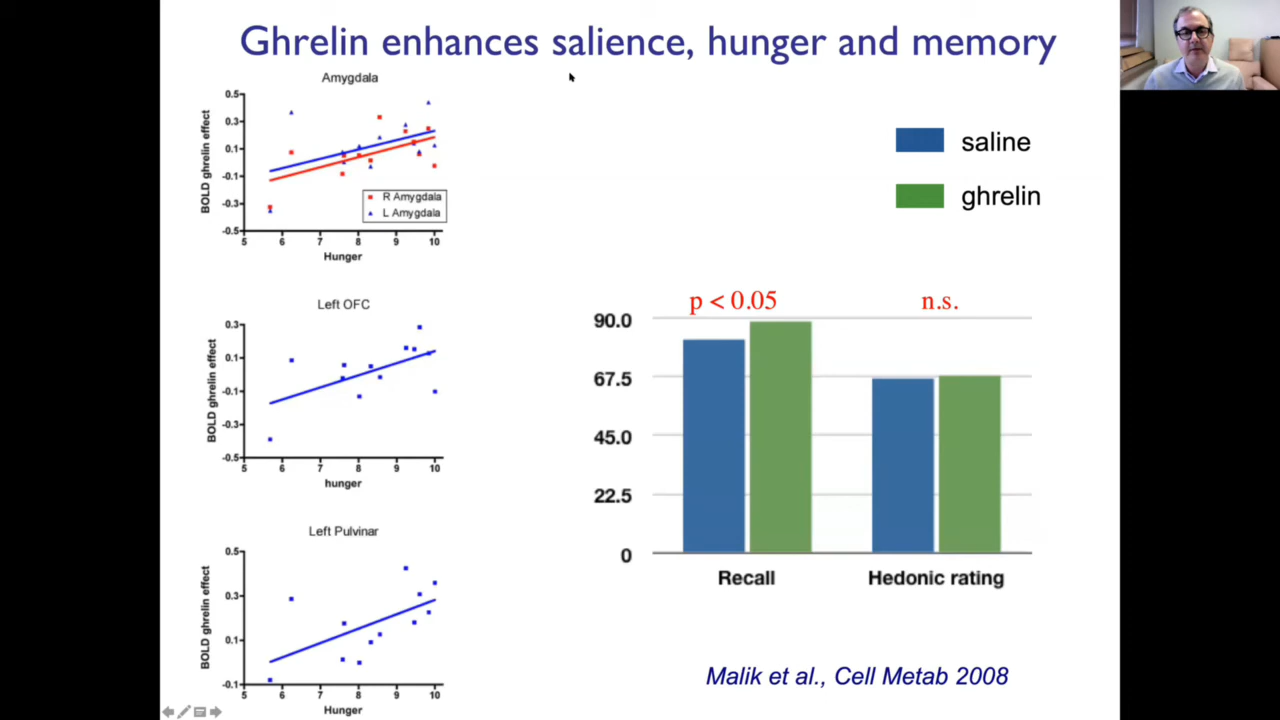 Ghrelin enhances salience, hunger and memory
Amygdala
BOLD ghrelin effect
0.5
0.3
0.1
-0.1
-0.3
-0.5
5 6 7 8 9 10
Hunger
R Amygdala
L Amygdala
Left OFC
BOLD ghrelin effect
0.3
0.1
-0.1
-0.3
-0.5
5 6 7 8 9 10
hunger
Left Pulvinar
BOLD ghrelin effect
0.5
0.3
0.1
-0.1
5 6 7 8 9 10
Hunger
saline
ghrelin
p < 0.05 n.s.
90.0
67.5
45.0
22.5
0
Recall Hedonic rating
Malik et al., Cell Metab 2008